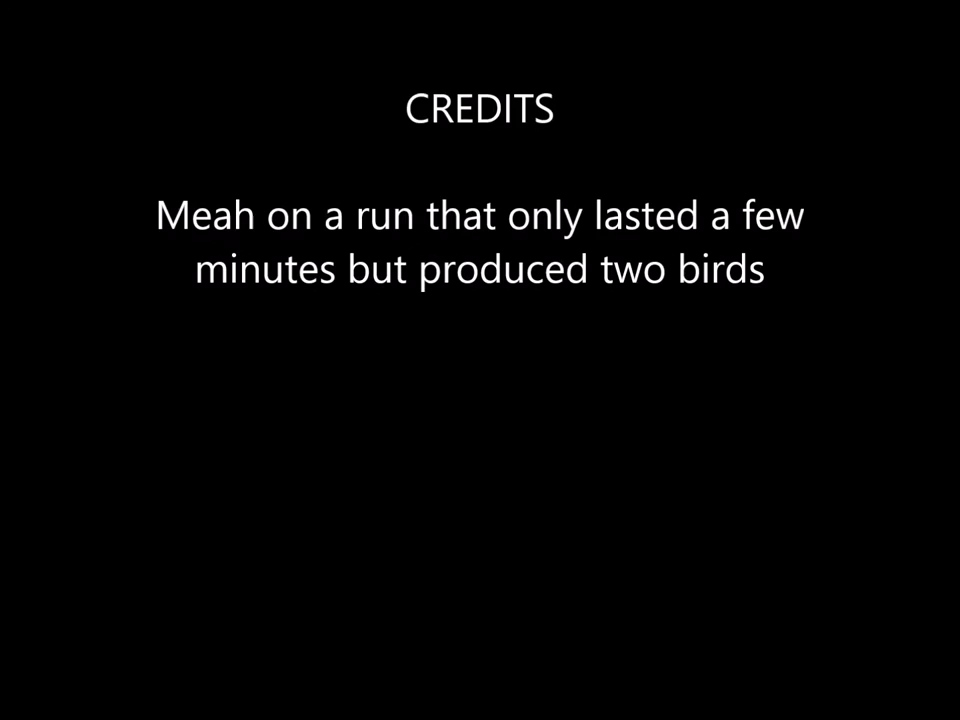 CREDITS
Meah on a run that only lasted a few
minutes but produced two birds